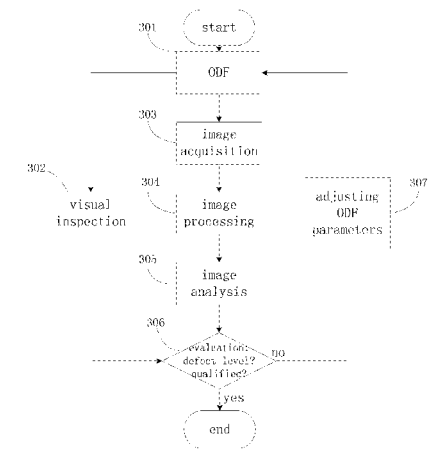 start
301
ODF
303
image
acquisition
302
visual
inspection
304
image
processing
307
adjusting
ODF
parameters
305
image
analysis
306
evaluation:
defect level?
qualified?
no
yes
end